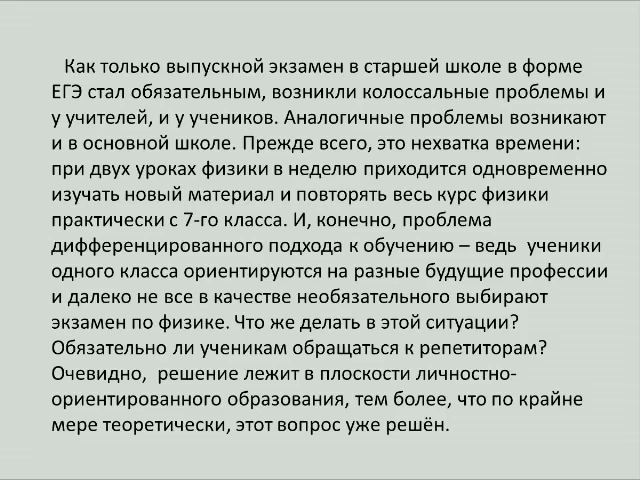 Как только выпускной экзамен в старшей школе в форме
ЕГЭ стал обязательным, возникли колоссальные проблемы и
у учителей, и у учеников. Аналогичные проблемы возникают
и в основной школе. Прежде всего, это нехватка времени:
при двух уроках физики в неделю приходится одновременно
изучать новый материал и повторять весь курс физики
практически с 7-го класса. И, конечно, проблема
дифференцированного подхода к обучению – ведь ученики
одного класса ориентируются на разные будущие профессии
и далеко не все в качестве необязательного выбирают
экзамен по физике. Что же делать в этой ситуации?
Обязательно ли ученикам обращаться к репетиторам?
Очевидно, решение лежит в плоскости личностно-
ориентированного образования, тем более, что по крайне
мере теоретически, этот вопрос уже решён.